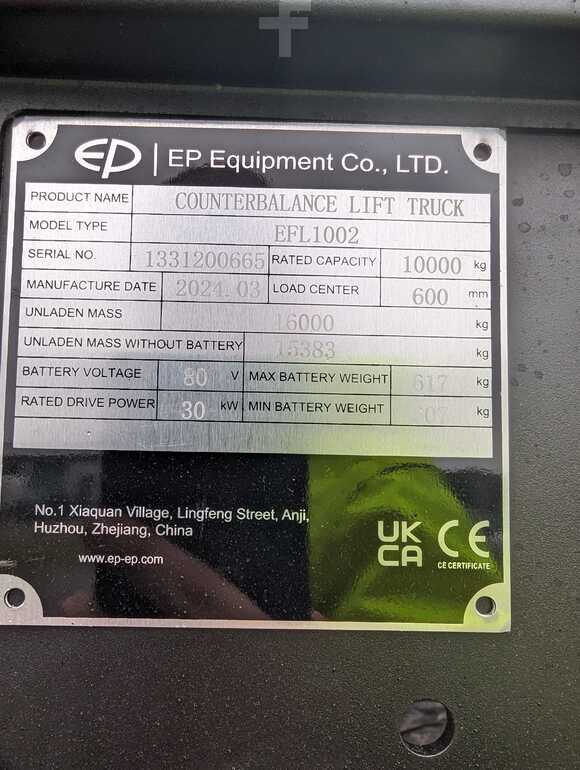 EP | EP Equipment Co., LTD.
PRODUCT NAME COUNTERBALANCE LIFT TRUCK
MODEL TYPE EFL1002
SERIAL NO. 1331200665 RATED CAPACITY 10000 kg
MANUFACTURE DATE 2024.03 LOAD CENTER 600 mm
UNLADEN MASS 16000 kg
UNLADEN MASS WITHOUT BATTERY 15383 kg
BATTERY VOLTAGE 80 V MAX BATTERY WEIGHT 617 kg
RATED DRIVE POWER 30 kW MIN BATTERY WEIGHT kg
No.1 Xiaquan Village, Lingfeng Street, Anji,
Huzhou, Zhejiang, China
www.ep-ep.com
UK
CA
CE
CE CERTIFICATE